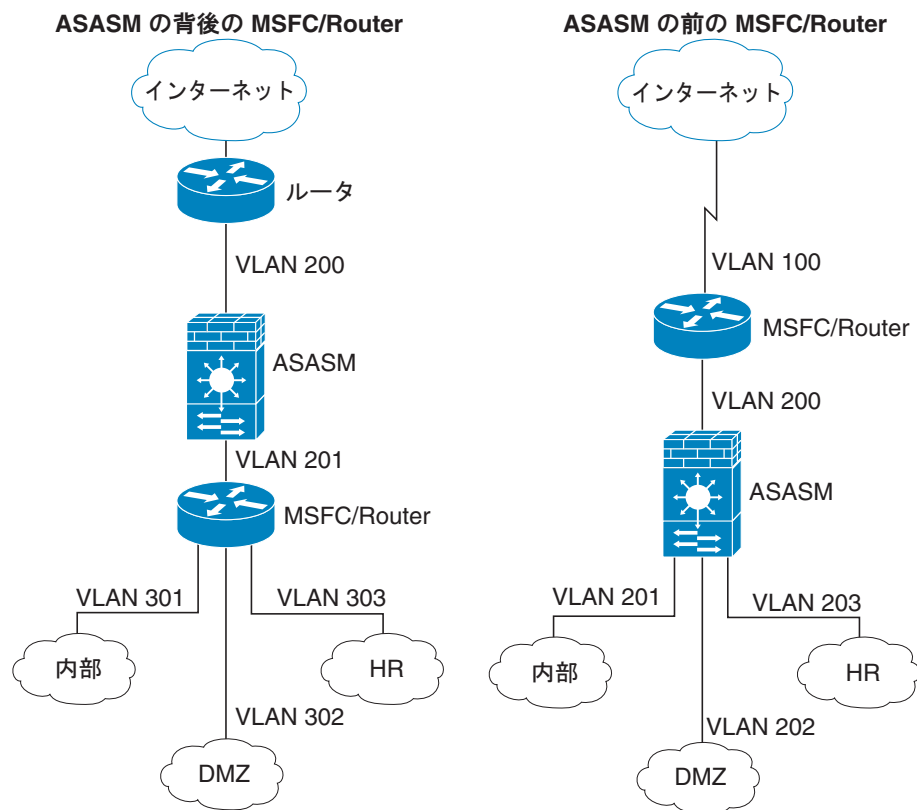 ASASM の背後の MSFC/Router
インターネット
ルータ
VLAN 200
ASASM
VLAN 201
MSFC/Router
VLAN 301
VLAN 303
内部
HR
VLAN 302
DMZ
ASASM の前の MSFC/Router
インターネット
VLAN 100
MSFC/Router
VLAN 200
ASASM
VLAN 201
VLAN 203
内部
HR
VLAN 202
DMZ